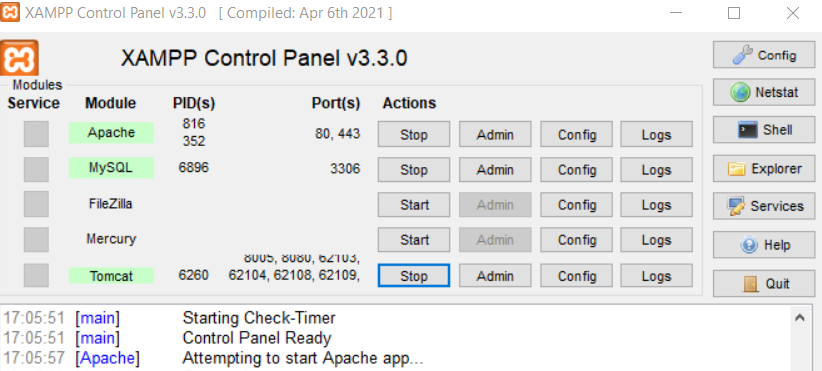 XAMPP Control Panel v3.3.0 [ Compiled: Apr 6th 2021 ]
XAMPP Control Panel v3.3.0
Config
Modules
Service Module PID(s) Port(s) Actions
Netstat
Apache 816 352 80, 443 Stop Admin Config Logs
Shell
MySQL 6896 3306 Stop Admin Config Logs
Explorer
FileZilla Start Admin Config Logs
Services
Mercury Start Admin Config Logs
Help
8005, 8080, 62103,
Tomcat 6260 62104, 62108, 62109, Stop Admin Config Logs
Quit
17:05:51 [main] Starting Check-Timer
17:05:51 [main] Control Panel Ready
17:05:57 [Apache] Attempting to start Apache app...